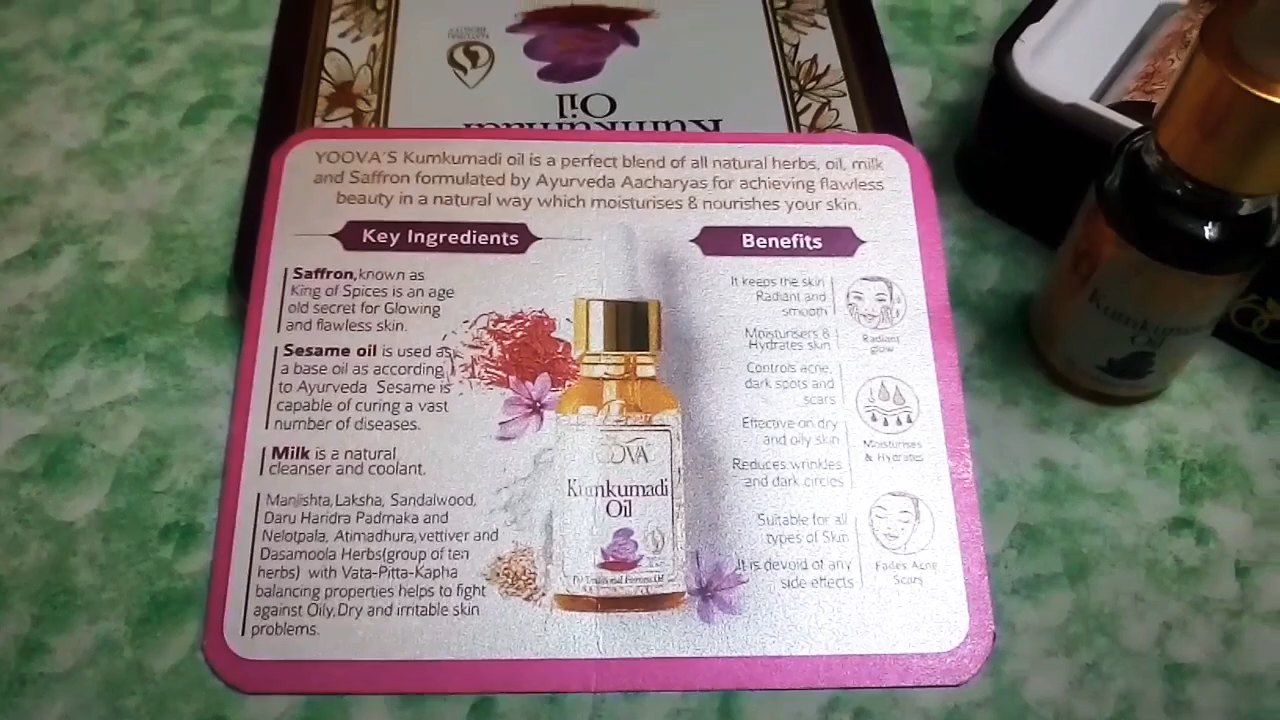 Oil
Kumkuma
YOOVA'S Kumkumadi oil is a perfect blend of all natural herbs, oil, milk
and Saffron formulated by Ayurveda Aacharyas for achieving flawless
beauty in a natural way which moisturises & nourishes your skin.
Key Ingredients
Saffron,known as
King of Spices is an age
old secret for Glowing
and flawless skin.
Sesame oil is used as
a base oil as according
to Ayurveda Sesame is
capable of curing a vast
number of diseases.
Milk is a natural
cleanser and coolant.
Manjishta,Laksha, Sandalwood,
Daru Haridra Padmaka and
Nelotpala, Atimadhura,vettiver and
Dasamoola Herbs(group of ten
herbs) with Vata-Pitta-Kapha
balancing properties helps to fight
against Oily,Dry and irritable skin
problems.
YOOVA
Kumkumadi
Oil
Benefits
It keeps the skin
Radiant and
smooth
Moisturisers &
Hydrates skin
Controls acne,
dark spots and
scars
Effective on dry
and oily skin
Reduces wrinkles
and dark circles
Suitable for all
types of Skin
It is devoid of any
side effects
Radiant
glow
Moisturises
& Hydrates
Fades Acne
Scars
Kumkuma
Oil